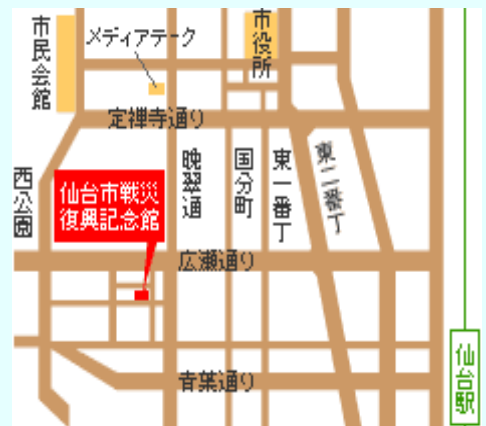 市民会館
メディアテーク
市役所
定禅寺通り
西公園
仙台市戦災
復興記念館
晩翠通
国分町
東一番丁
東二番丁
広瀬通り
青葉通り
仙台駅